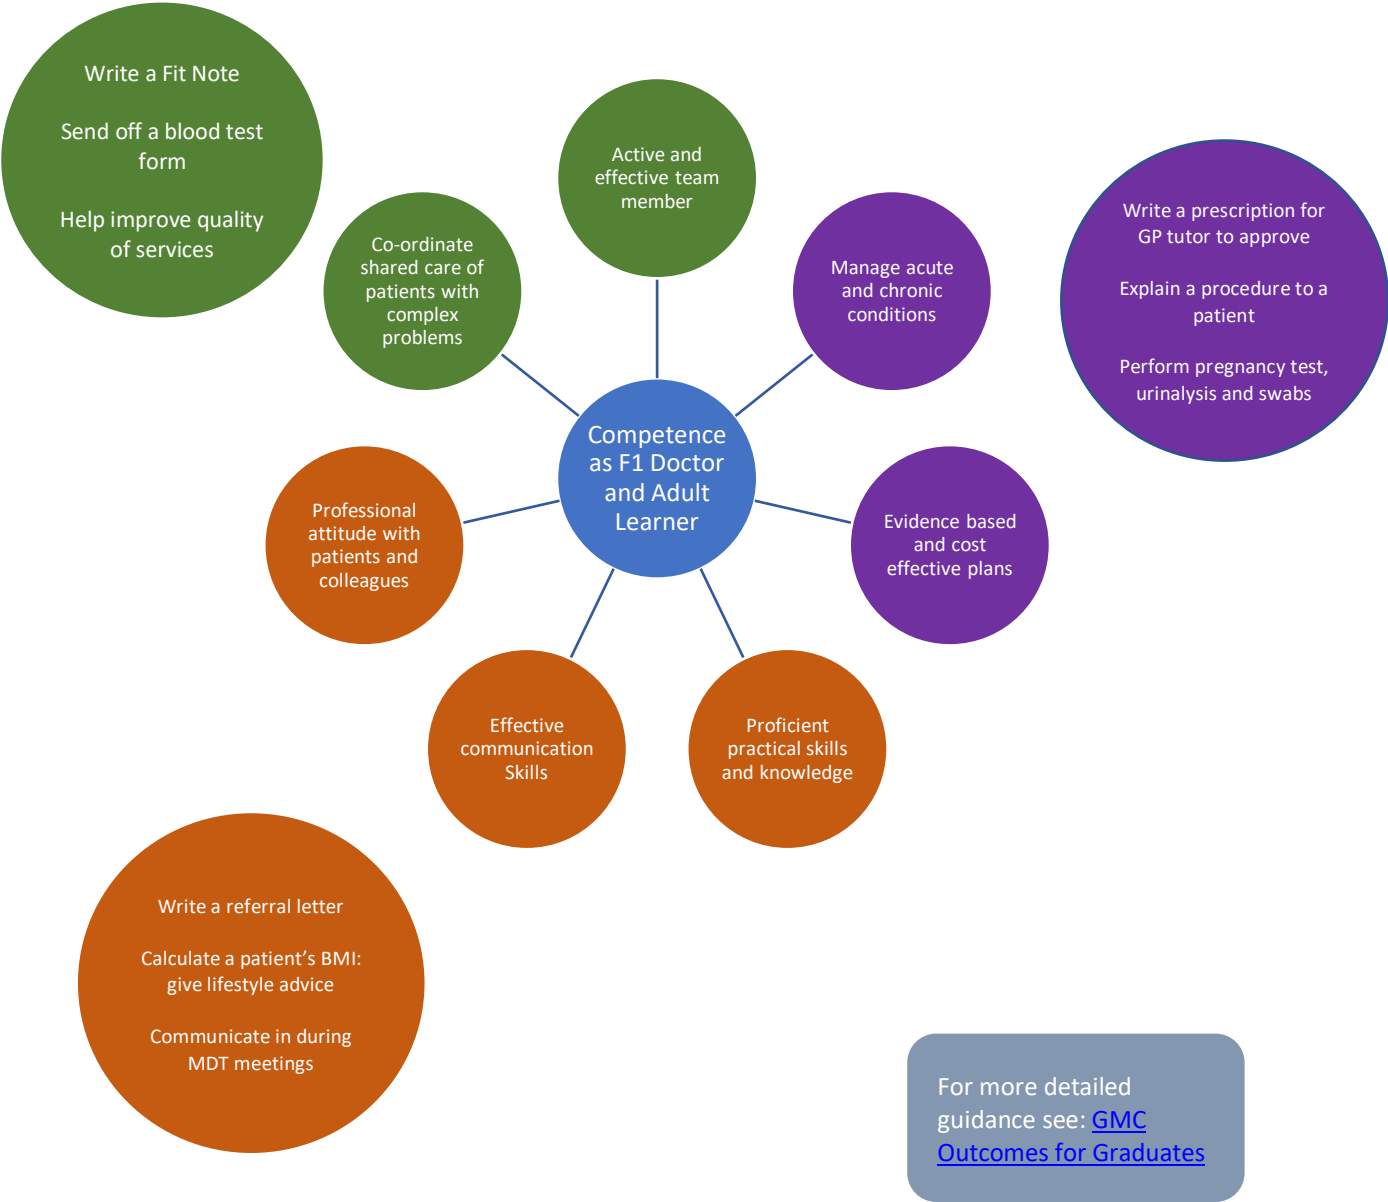 Write a Fit Note
Send off a blood test
form
Help improve quality
of services
Active and
effective team
member
Co-ordinate
shared care of
patients with
complex
problems
Manage acute
and chronic
conditions
Write a prescription for
GP tutor to approve
Explain a procedure to a
patient
Perform pregnancy test,
urinalysis and swabs
Competence
as F1 Doctor
and Adult
Learner
Professional
attitude with
patients and
colleagues
Evidence based
and cost
effective plans
Effective
communication
Skills
Proficient
practical skills
and knowledge
Write a referral letter
Calculate a patient’s BMI:
give lifestyle advice
Communicate in during
MDT meetings
For more detailed
guidance see: GMC
Outcomes for Graduates